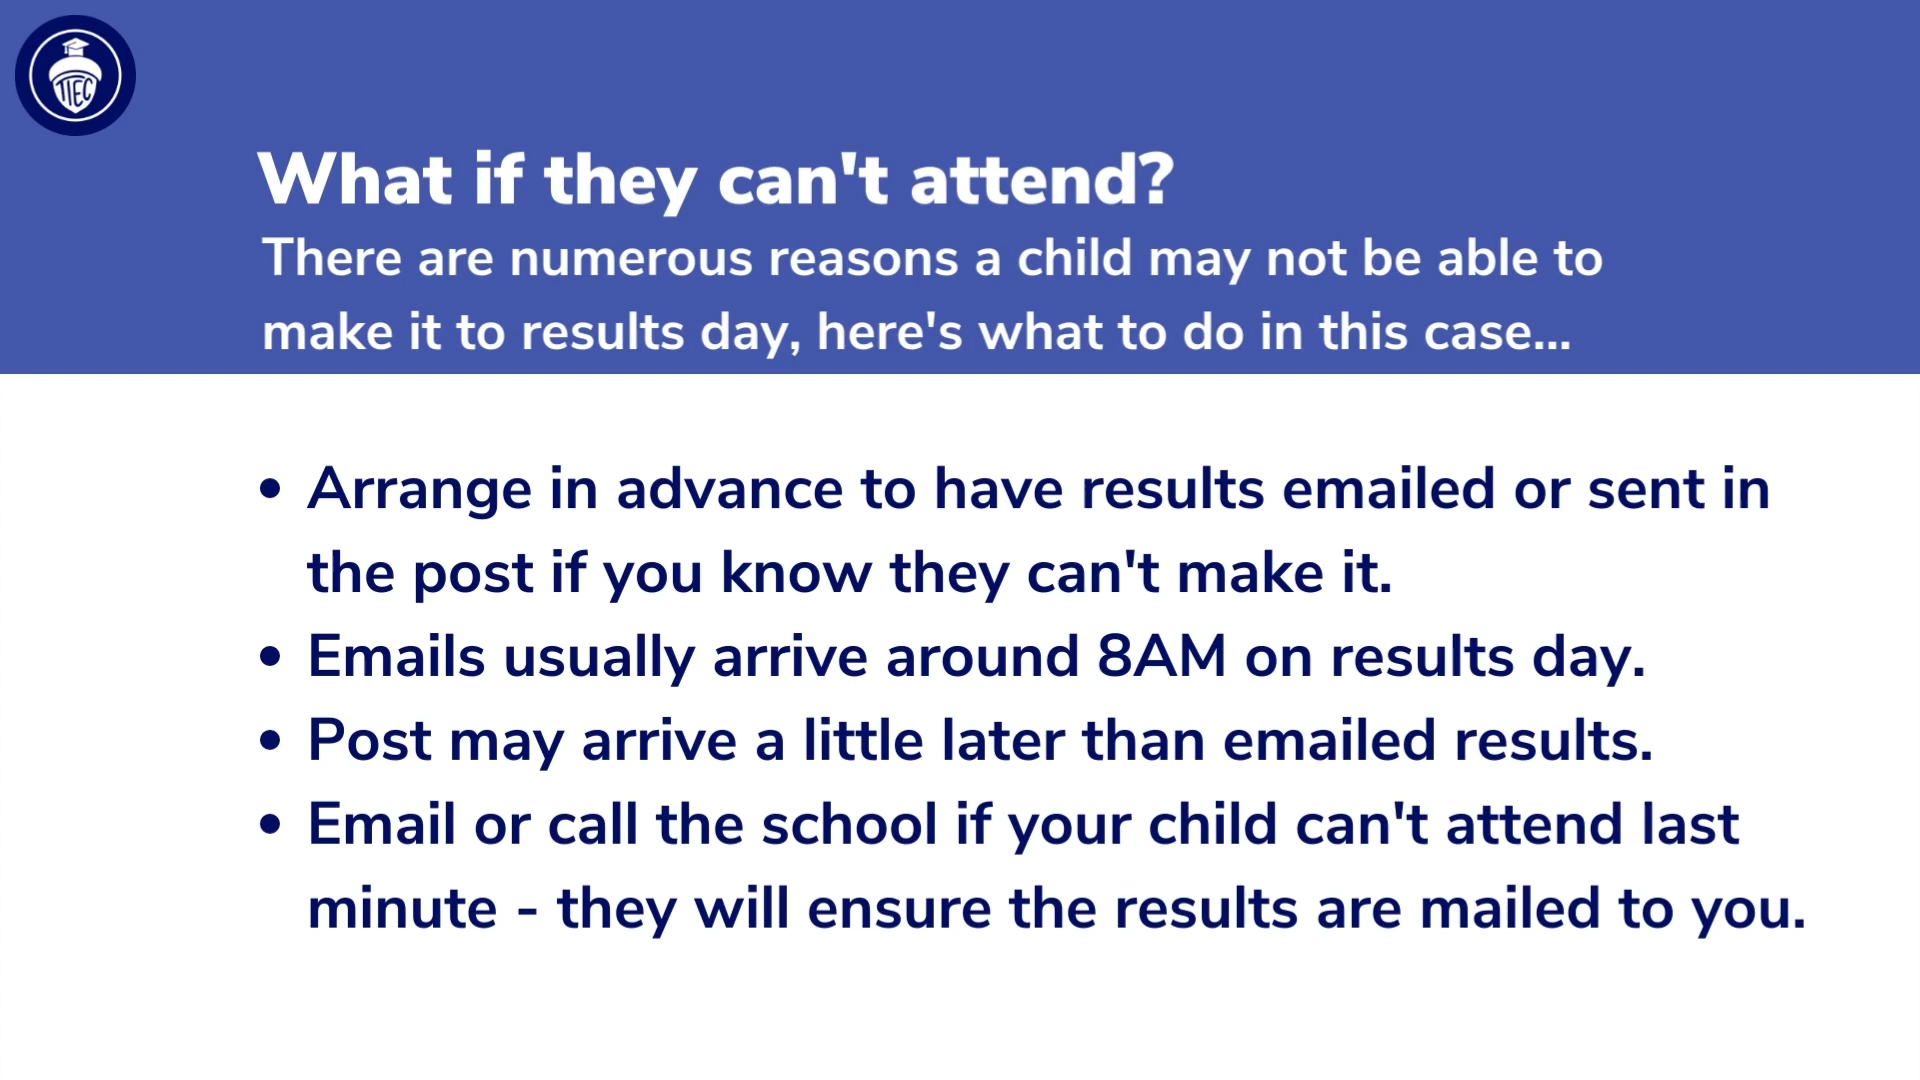 TIEC
What if they can't attend?
There are numerous reasons a child may not be able to
make it to results day, here's what to do in this case...
• Arrange in advance to have results emailed or sent in
the post if you know they can't make it.
• Emails usually arrive around 8AM on results day.
• Post may arrive a little later than emailed results.
• Email or call the school if your child can't attend last
minute - they will ensure the results are mailed to you.